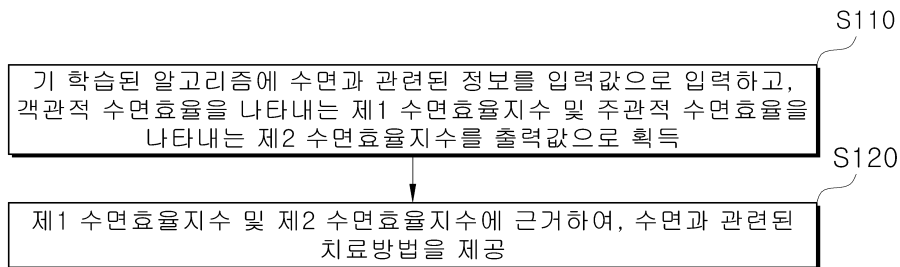 S110
기 학습된 알고리즘에 수면과 관련된 정보를 입력값으로 입력하고,
객관적 수면효율을 나타내는 제1 수면효율지수 및 주관적 수면효율을
나타내는 제2 수면효율지수를 출력값으로 획득
S120
제1 수면효율지수 및 제2 수면효율지수에 근거하여, 수면과 관련된
치료방법을 제공